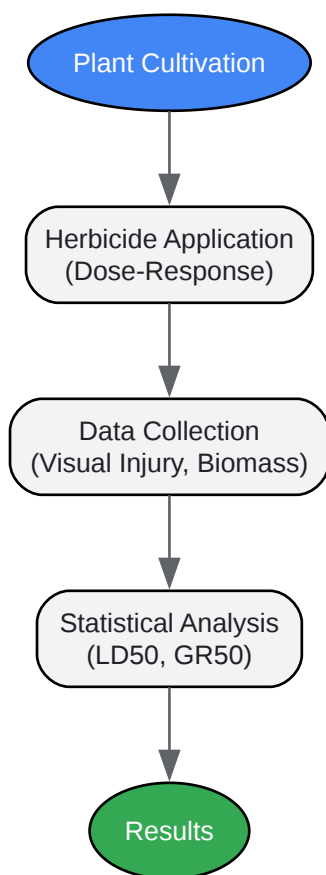 Plant Cultivation
Herbicide Application
(Dose-Response)
Data Collection
(Visual Injury, Biomass)
Statistical Analysis
(LD50, GR50)
Results